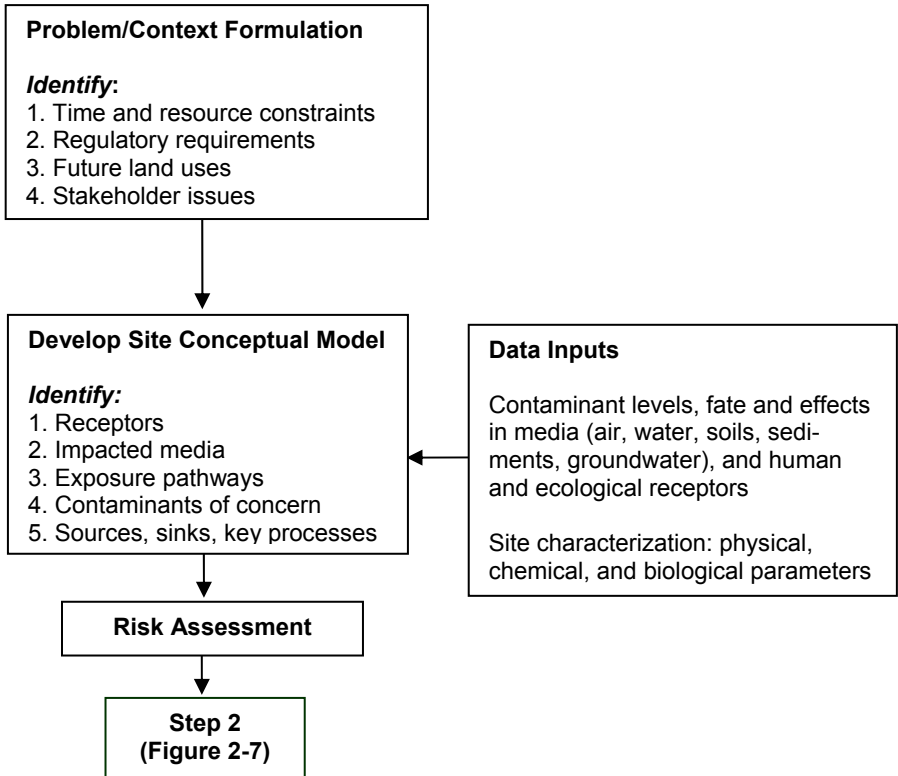 Problem/Context Formulation
Identify:
1. Time and resource constraints
2. Regulatory requirements
3. Future land uses
4. Stakeholder issues
Develop Site Conceptual Model
Identify:
1. Receptors
2. Impacted media
3. Exposure pathways
4. Contaminants of concern
5. Sources, sinks, key processes
Data Inputs
Contaminant levels, fate and effects
in media (air, water, soils, sedi-
ments, groundwater), and human
and ecological receptors
Site characterization: physical,
chemical, and biological parameters
Risk Assessment
Step 2
(Figure 2-7)